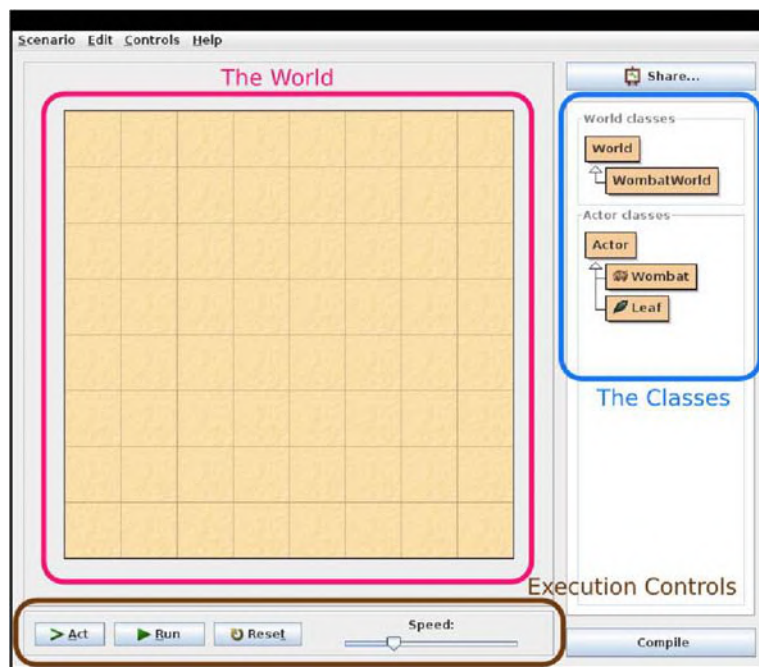 Scenario Edit Controls Help
The World
Share...
World classes
World
WombatWorld
Actor classes
Actor
Wombat
Leaf
The Classes
Execution Controls
Act Run Reset
Speed:
Compile